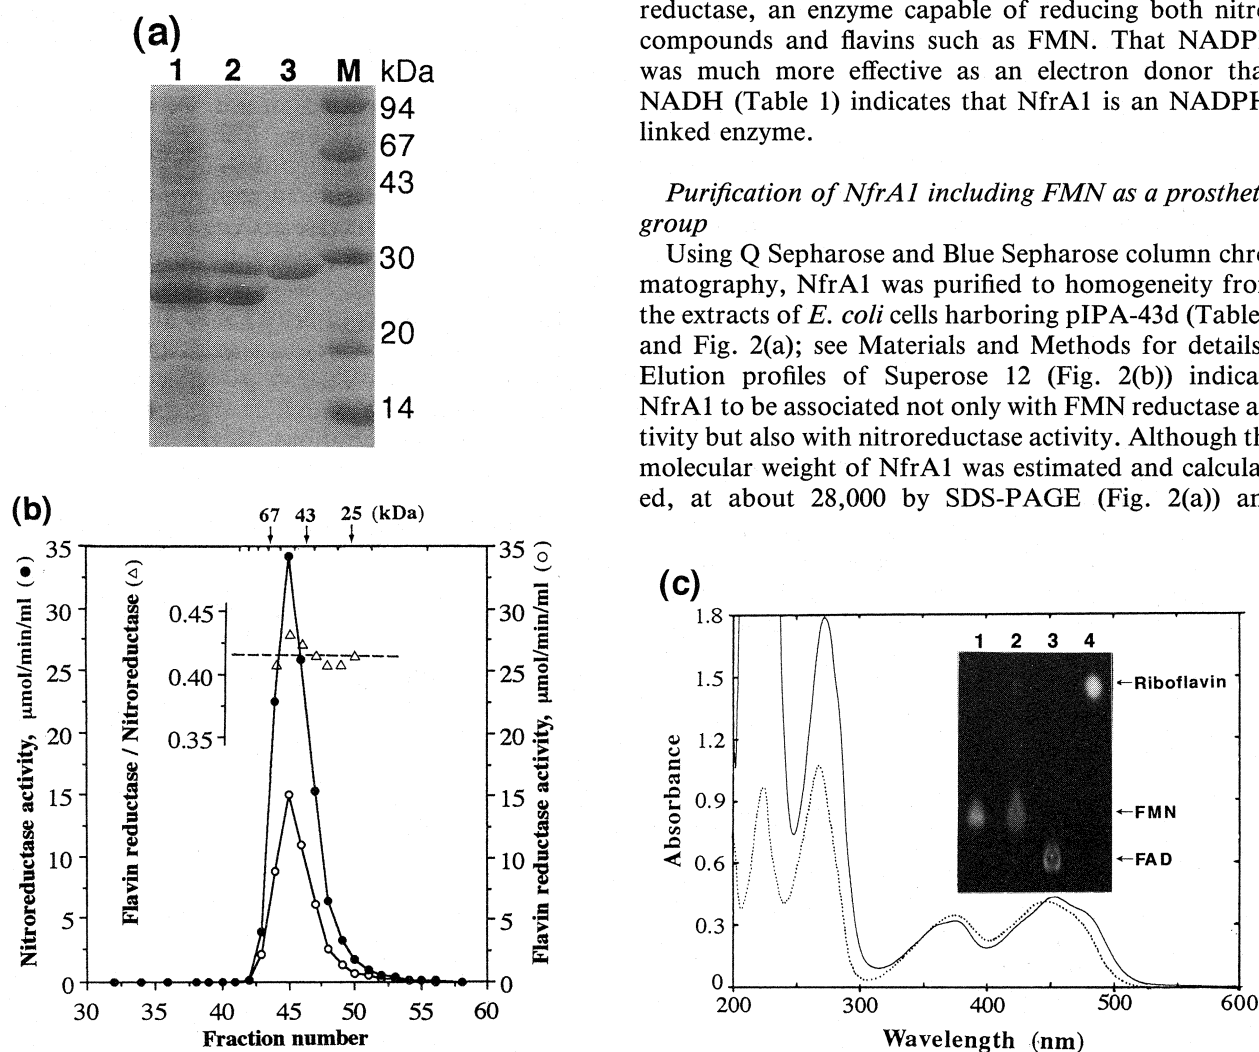 (a)
1 2 3 M kDa
94
67
43
30
20
14
reductase, an enzyme capable of reducing both nitr
compounds and flavins such as FMN. That NADP
was much more effective as an electron donor tha
NADH (Table 1) indicates that NfrA1 is an NADPH
linked enzyme.
Purification of NfrA1 including FMN as a prosthet
group
Using Q Sepharose and Blue Sepharose column chr
matography, NfrA1 was purified to homogeneity fro
the extracts of E. coli cells harboring pIPA-43d (Table
and Fig. 2(a); see Materials and Methods for details
Elution profiles of Superose 12 (Fig. 2(b)) indica
NfrA1 to be associated not only with FMN reductase a
tivity but also with nitroreductase activity. Although th
molecular weight of NfrA1 was estimated and calcula
ed, at about 28,000 by SDS-PAGE (Fig. 2(a)) an
(b)
67 43 25 (kDa)
Nitroreductase activity, μmol/min/ml (●)
35
30
25
20
15
10
5
0
Flavin reductase / Nitroreductase (△)
0.45
0.40
0.35
35
30
25
20
15
10
5
0
Flavin reductase activity, μmol/min/ml (○)
30 35 40 45 50 55 60
Fraction number
(c)
Absorbance
1.8
1.5
1.2
0.9
0.6
0.3
0
1 2 3 4
←Riboflavin
←FMN
←FAD
200 300 400 500 600
Wavelength (nm)